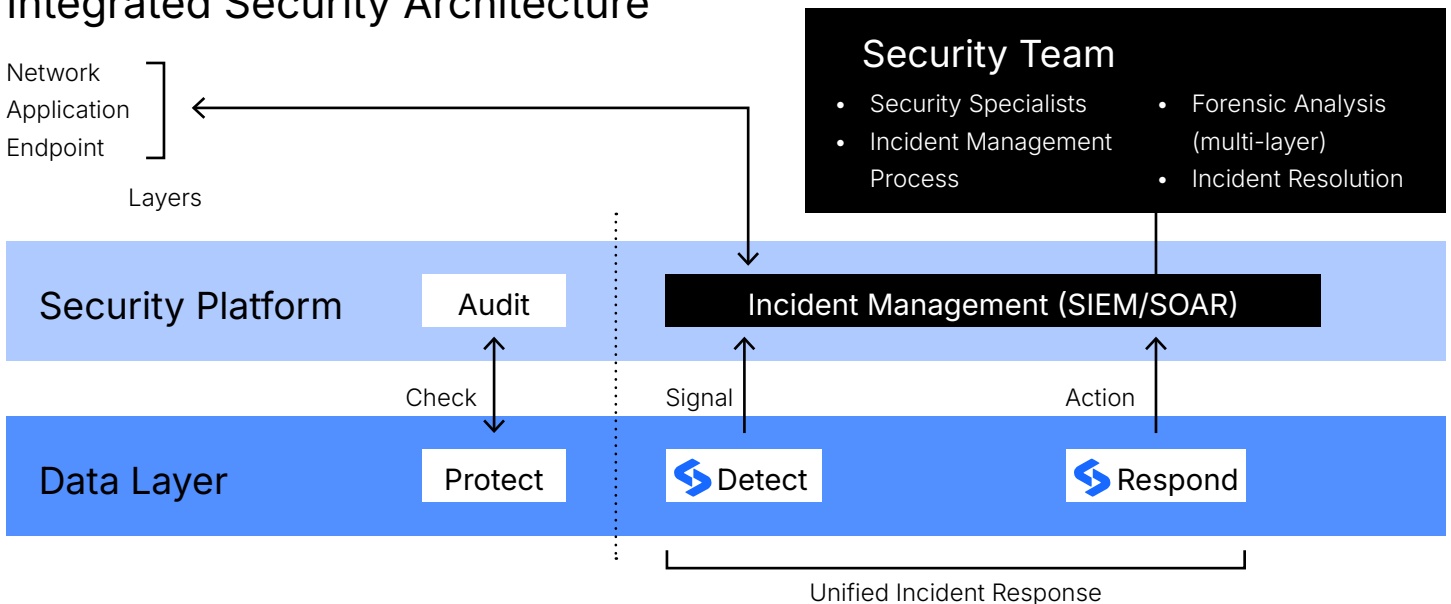 Integrated Security Architecture
Network
Application
Endpoint
Layers
Security Team
• Security Specialists
• Incident Management
Process
• Forensic Analysis
(multi-layer)
• Incident Resolution
Security Platform
Audit
Incident Management (SIEM/SOAR)
Check
Signal
Action
Data Layer
Protect
Detect
Respond
Unified Incident Response